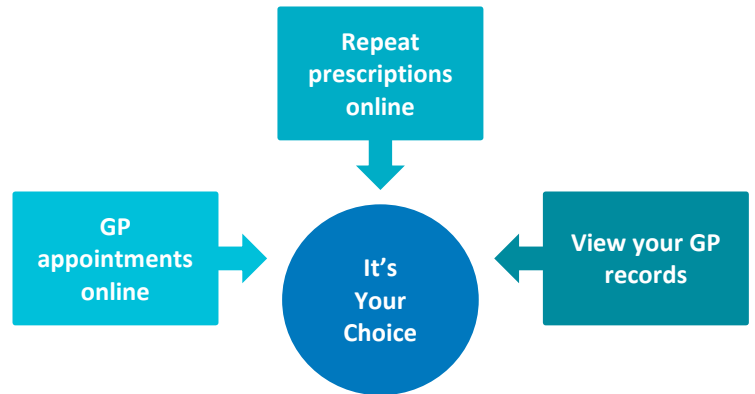 Repeat
prescriptions
online
GP
appointments
online
It’s
Your
Choice
View your GP
records